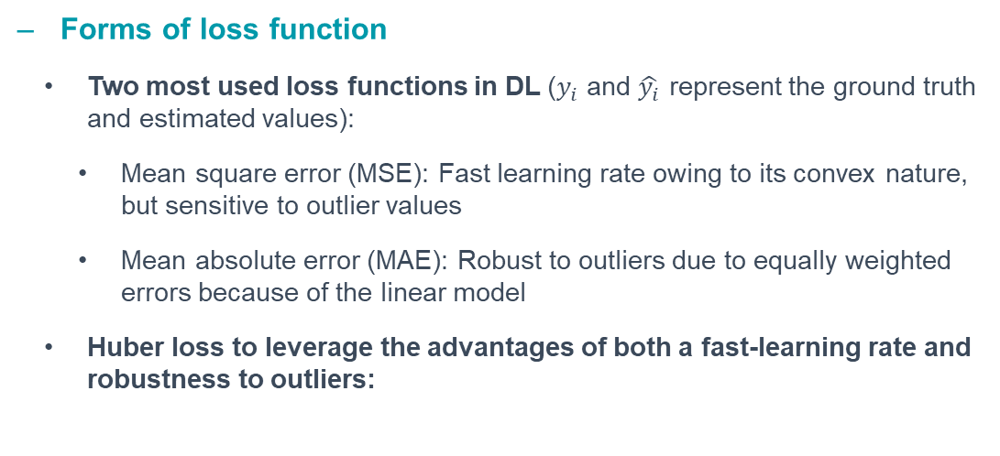 – Forms of loss function
• Two most used loss functions in DL (yᵢ and ŷᵢ represent the ground truth
and estimated values):
• Mean square error (MSE): Fast learning rate owing to its convex nature,
but sensitive to outlier values
• Mean absolute error (MAE): Robust to outliers due to equally weighted
errors because of the linear model
• Huber loss to leverage the advantages of both a fast-learning rate and
robustness to outliers: